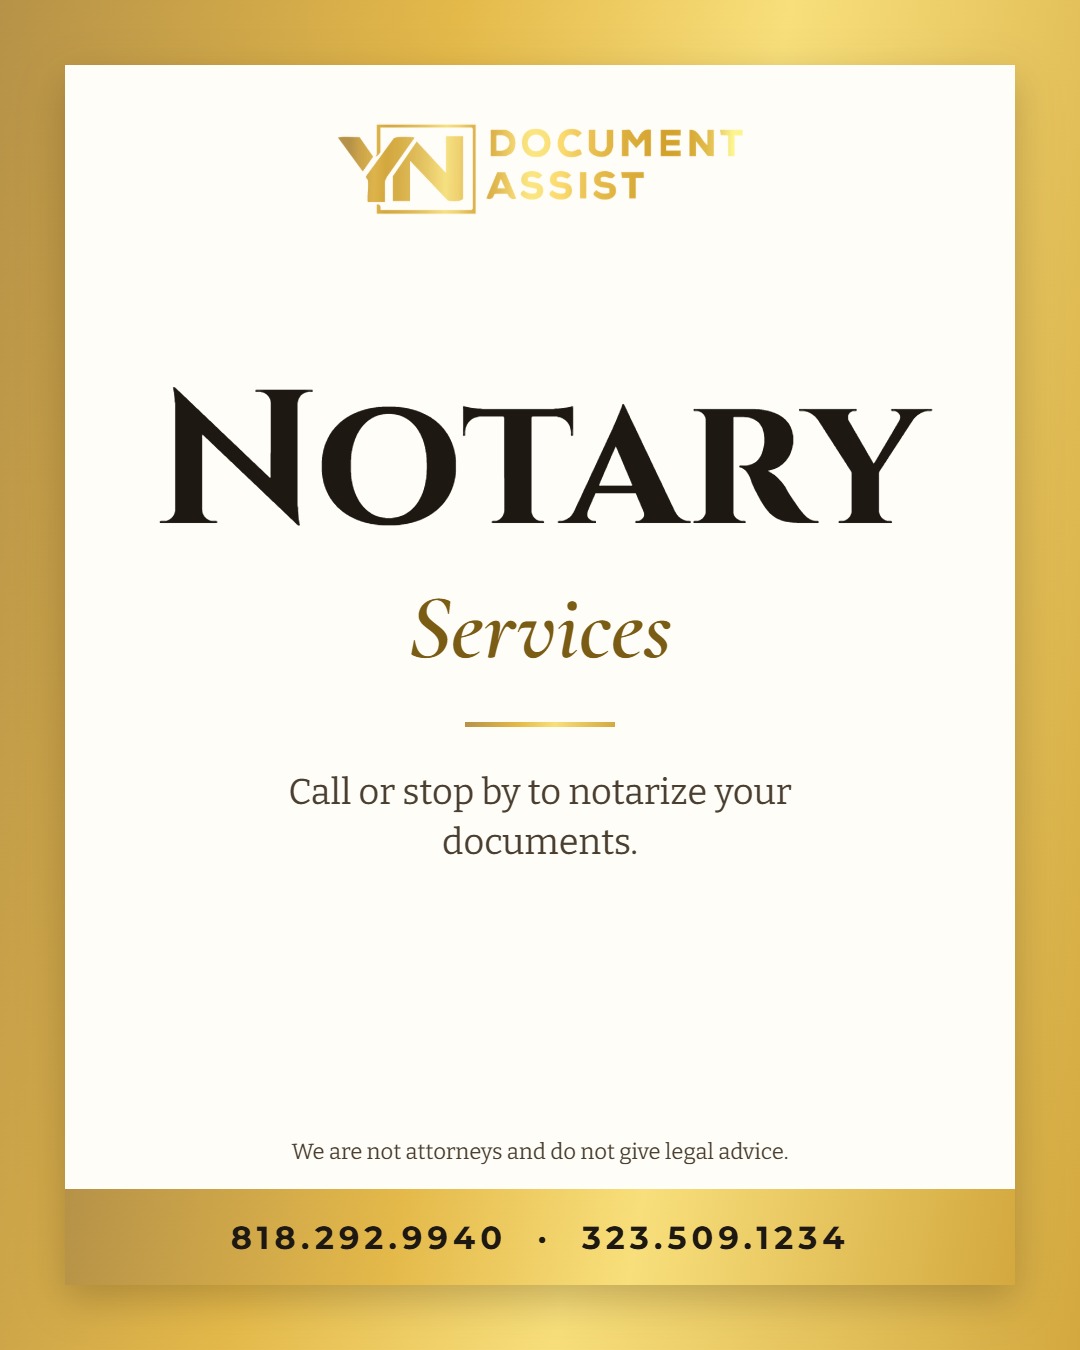 YN DOCUMENT
ASSIST
NOTARY
Services
Call or stop by to notarize your
documents.
We are not attorneys and do not give legal advice.
818.292.9940 · 323.509.1234